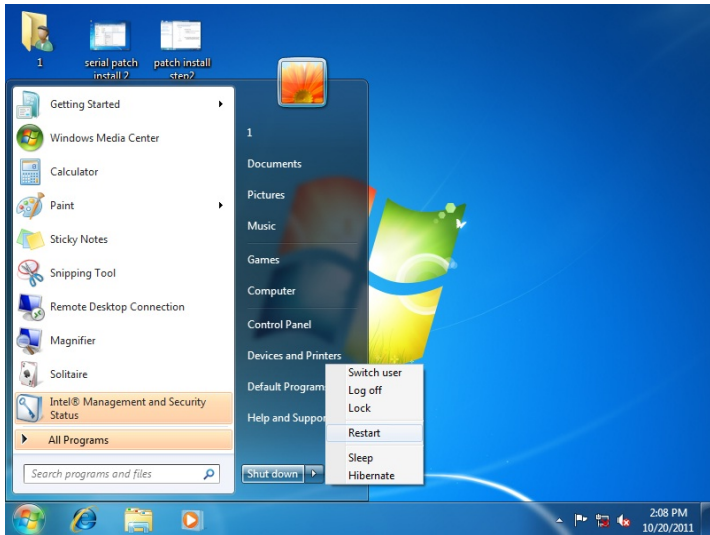 1
serial patch
install 2
patch install
step2
Getting Started
Windows Media Center
Calculator
Paint
Sticky Notes
Snipping Tool
Remote Desktop Connection
Magnifier
Solitaire
Intel® Management and Security
Status
All Programs
Search programs and files
1
Documents
Pictures
Music
Games
Computer
Control Panel
Devices and Printers
Default Program
Help and Suppor
Shut down
Switch user
Log off
Lock
Restart
Sleep
Hibernate
2:08 PM
10/20/2011